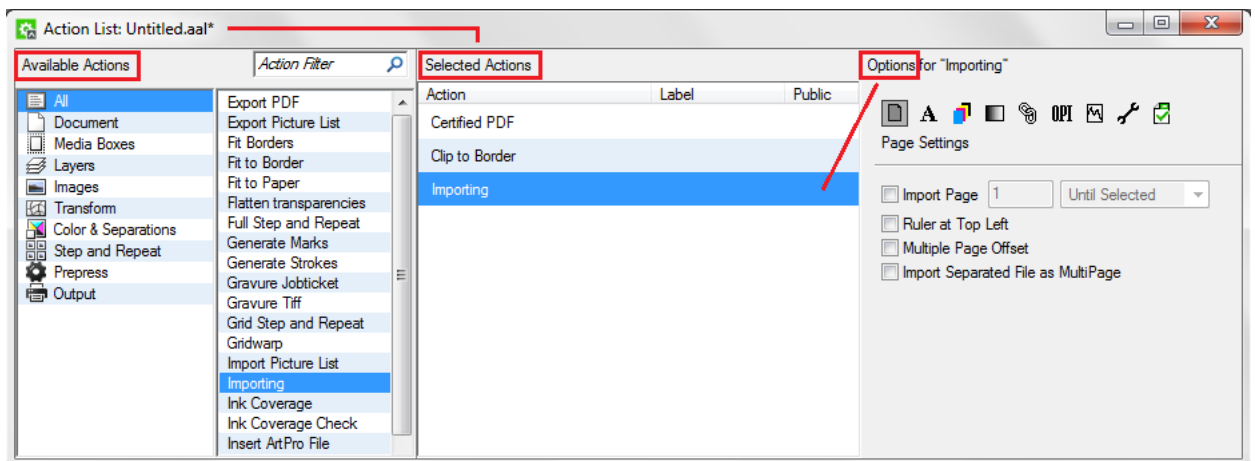 Action List: Untitled.aal*
Available Actions
Action Filter
All
Document
Media Boxes
Layers
Images
Transform
Color & Separations
Step and Repeat
Prepress
Output
Export PDF
Export Picture List
Fit Borders
Fit to Border
Fit to Paper
Flatten transparencies
Full Step and Repeat
Generate Marks
Generate Strokes
Gravure Jobticket
Gravure Tiff
Grid Step and Repeat
Gridwarp
Import Picture List
Importing
Ink Coverage
Ink Coverage Check
Insert ArtPro File
Selected Actions
Action Label Public
Certified PDF
Clip to Border
Importing
Options for "Importing"
A OPI
Page Settings
Import Page 1 Until Selected
Ruler at Top Left
Multiple Page Offset
Import Separated File as MultiPage